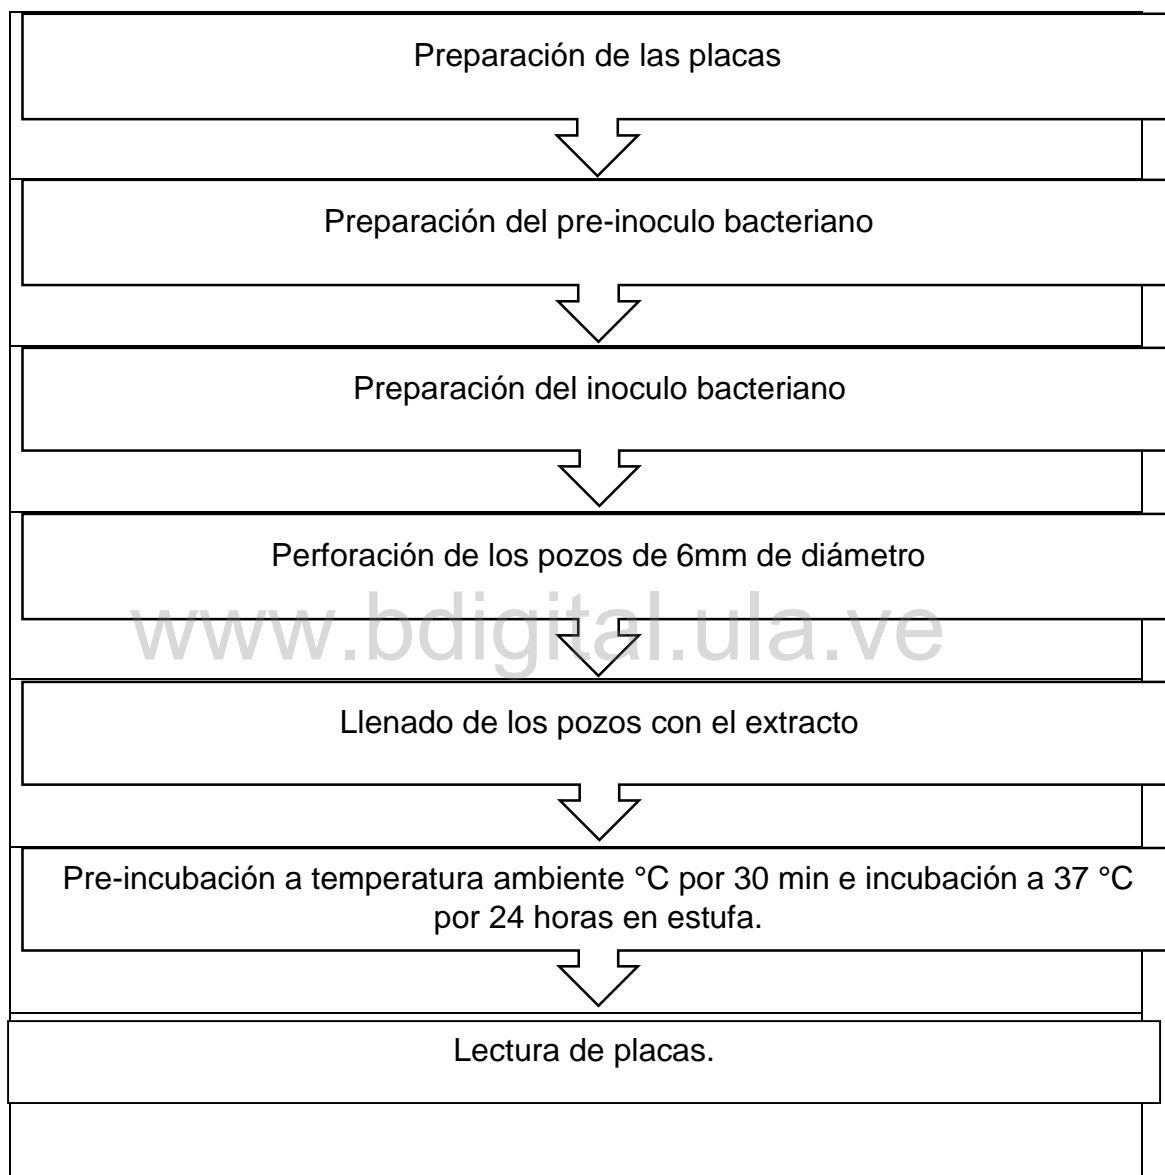 Preparación de las placas
Preparación del pre-inoculo bacteriano
Preparación del inoculo bacteriano
Perforación de los pozos de 6mm de diámetro
www.bdigital.ula.ve
Llenado de los pozos con el extracto
Pre-incubación a temperatura ambiente °C por 30 min e incubación a 37 °C
por 24 horas en estufa.
Lectura de placas.